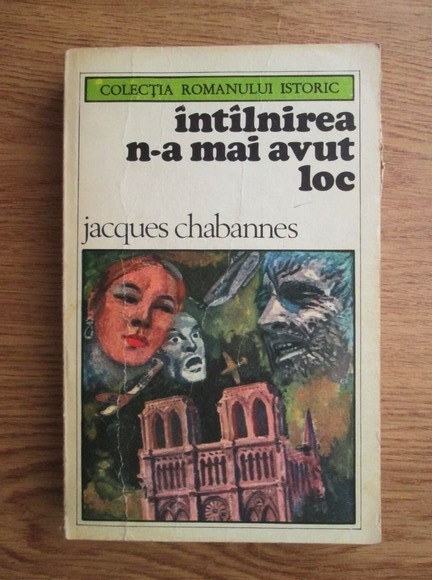 COLECȚIA ROMANULUI ISTORIC
întîlnirea
n-a mai avut
loc
jacques chabannes